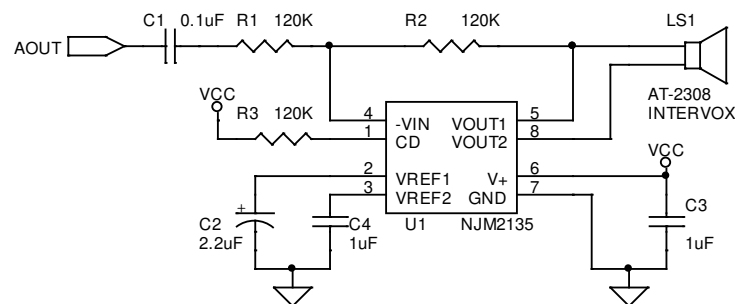 C1 0.1uF R1 120K R2 120K LS1
AOUT
VCC
R3 120K
AT-2308
INTERVOX
4 -VIN VOUT1 5
1 CD VOUT2 8
VCC
2 VREF1 V+ 6
3 VREF2 GND 7
+
C2
2.2uF
C4
1uF
U1 NJM2135
C3
1uF